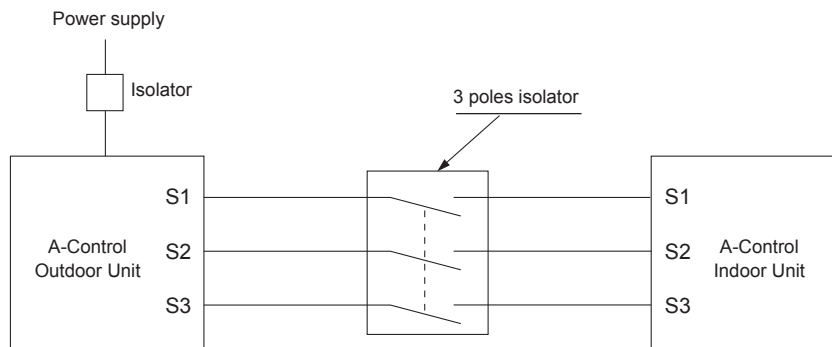 Power supply
Isolator
3 poles isolator
S1
S1
A-Control
Outdoor Unit
S2
S2
A-Control
Indoor Unit
S3
S3